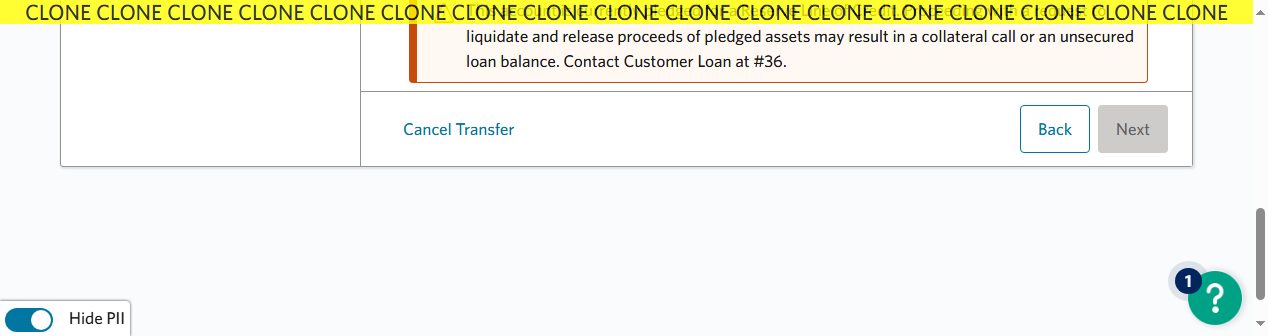 CLONE CLONE CLONE CLONE CLONE CLONE CLONE CLONE CLONE CLONE CLONE CLONE CLONE CLONE CLONE CLONE CLONE
liquidate and release proceeds of pledged assets may result in a collateral call or an unsecured
loan balance. Contact Customer Loan at #36.
Cancel Transfer
Back
Next
1
?
Hide PII